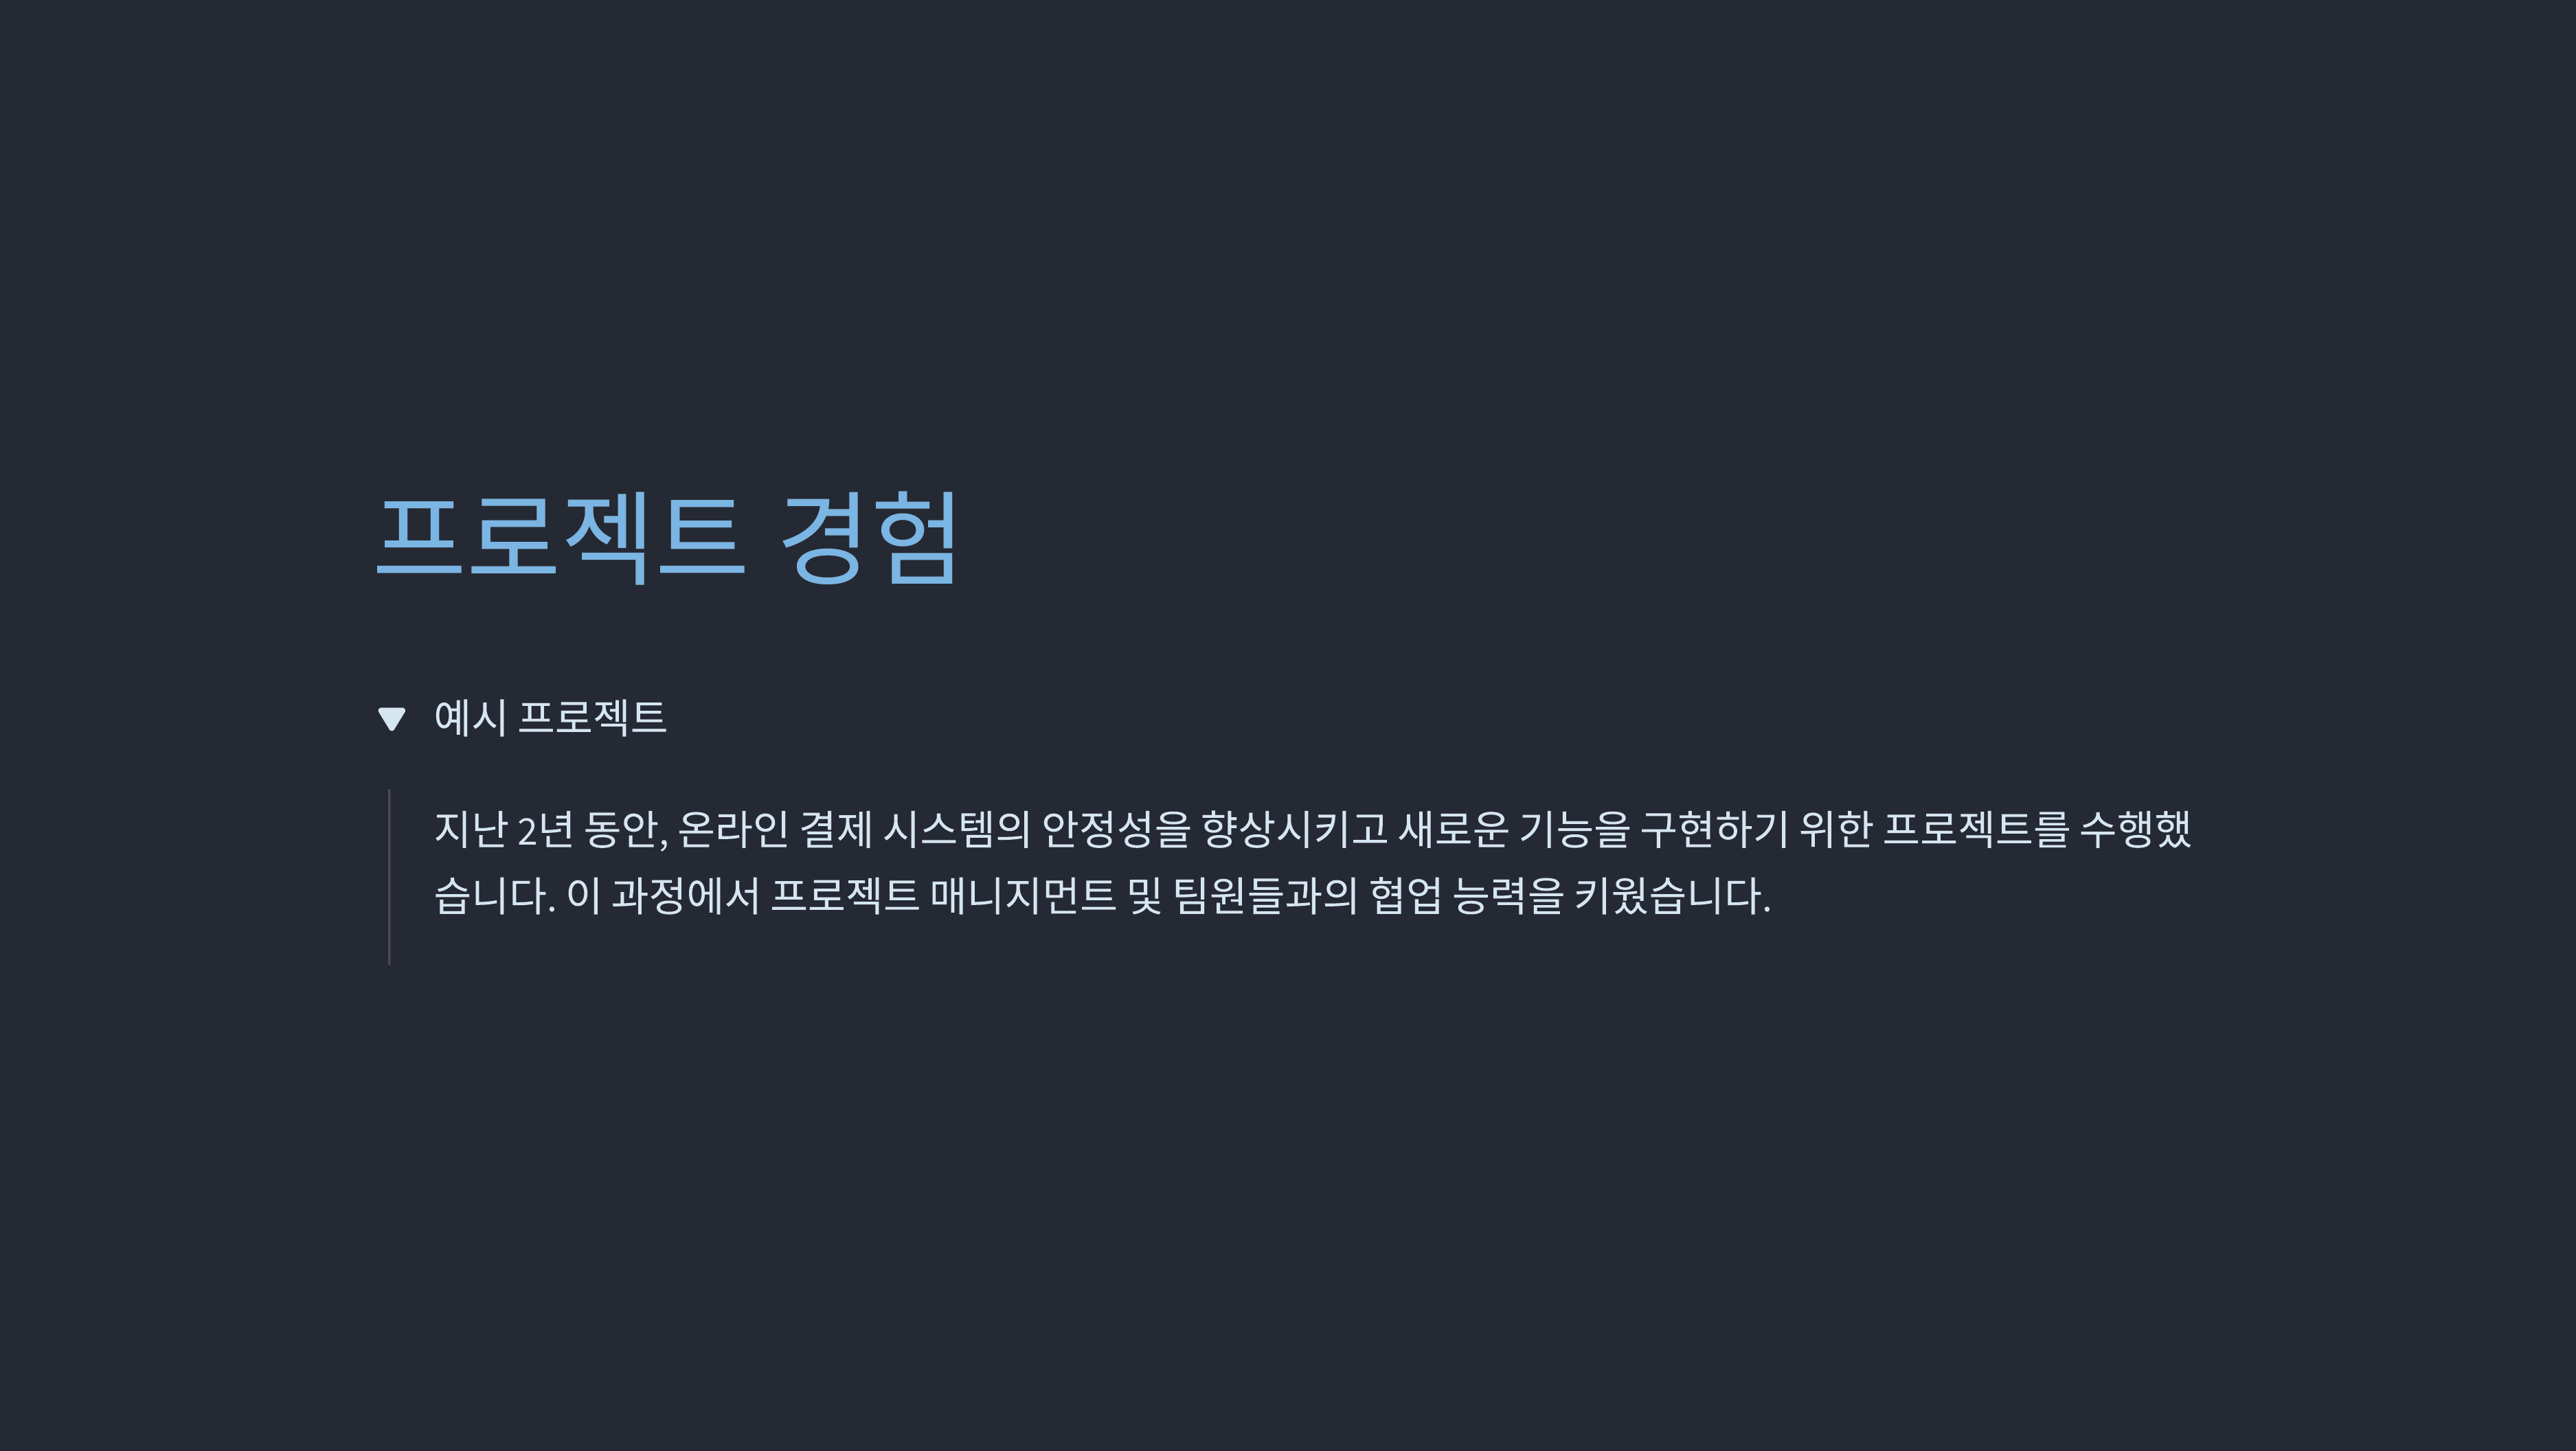 프로젝트 경험
예시 프로젝트
지난 2년 동안, 온라인 결제 시스템의 안정성을 향상시키고 새로운 기능을 구현하기 위한 프로젝트를 수행했
습니다. 이 과정에서 프로젝트 매니지먼트 및 팀원들과의 협업 능력을 키웠습니다.